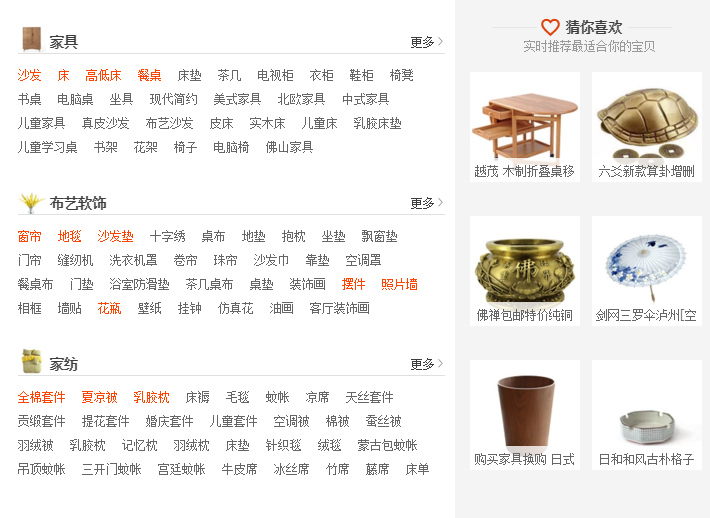 家具 更多
沙发 床 高低床 餐桌 床垫 茶几 电视柜 衣柜 鞋柜 椅凳
书桌 电脑桌 坐具 现代简约 美式家具 北欧家具 中式家具
儿童家具 真皮沙发 布艺沙发 皮床 实木床 儿童床 乳胶床垫
儿童学习桌 书架 花架 椅子 电脑椅 佛山家具
布艺软饰 更多
窗帘 地毯 沙发垫 十字绣 桌布 地垫 抱枕 坐垫 飘窗垫
门帘 缝纫机 洗衣机罩 卷帘 珠帘 沙发巾 靠垫 空调罩
餐桌布 门垫 浴室防滑垫 茶几桌布 桌垫 装饰画 摆件 照片墙
相框 墙贴 花瓶 壁纸 挂钟 仿真花 油画 客厅装饰画
家纺 更多
全棉套件 夏凉被 乳胶枕 床褥 毛毯 蚊帐 凉席 天丝套件
贡缎套件 提花套件 婚庆套件 儿童套件 空调被 棉被 蚕丝被
羽绒被 乳胶枕 记忆枕 羽绒枕 床垫 针织毯 绒毯 蒙古包蚊帐
吊顶蚊帐 三开门蚊帐 宫廷蚊帐 牛皮席 冰丝席 竹席 藤席 床单
猜你喜欢
实时推荐最适合你的宝贝
越茂 木制折叠桌移
六爻新款算卦增删
佛禅包邮特价纯铜
剑网三罗伞泸州[空
购买家具换购 日式
日和和风古朴格子